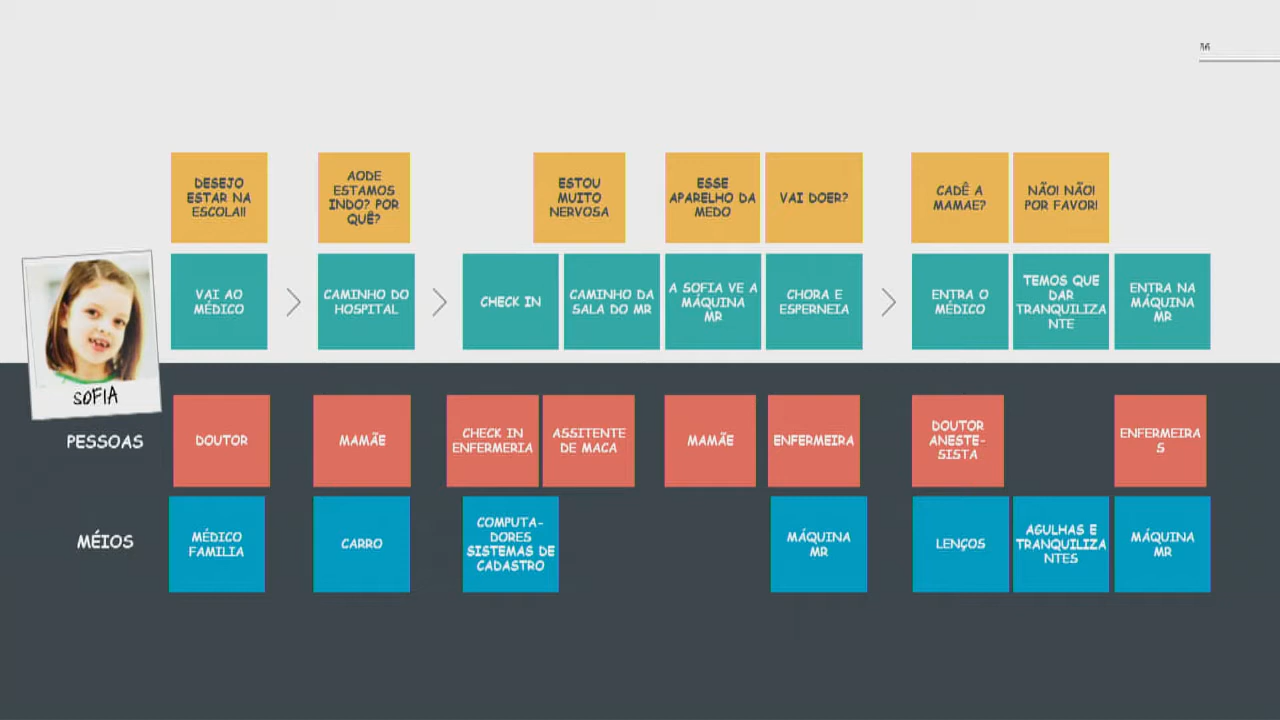 56
DESEJO
ESTAR NA
ESCOLA!!
AODE
ESTAMOS
INDO? POR
QUÊ?
ESTOU
MUITO
NERVOSA
ESSE
APARELHO DA
MEDO
VAI DOER?
CADÊ A
MAMAE?
NÃO! NÃO!
POR FAVOR!
VAI AO
MÉDICO
CAMINHO DO
HOSPITAL
CHECK IN
CAMINHO DA
SALA DO MR
A SOFIA VE A
MÁQUINA
MR
CHORA E
ESPERNEIA
ENTRA O
MÉDICO
TEMOS QUE
DAR
TRANQUILIZA
NTE
ENTRA NA
MÁQUINA
MR
SOFIA
PESSOAS
DOUTOR
MAMÃE
CHECK IN
ENFERMERIA
ASSITENTE
DE MACA
MAMÃE
ENFERMEIRA
DOUTOR
ANESTE-
SISTA
ENFERMEIRA
S
MÉIOS
MÉDICO
FAMILIA
CARRO
COMPUTA-
DORES
SISTEMAS DE
CADASTRO
MÁQUINA
MR
LENÇOS
AGULHAS E
TRANQUILIZA
NTES
MÁQUINA
MR